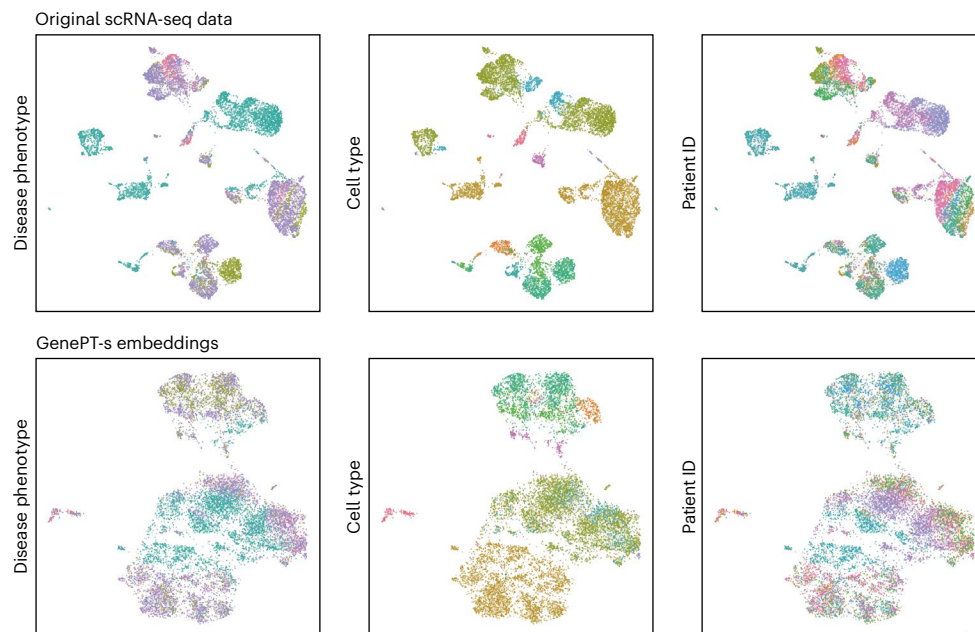 Original scRNA-seq data
Disease phenotype
Cell type
Patient ID
GenePT-s embeddings
Disease phenotype
Cell type
Patient ID